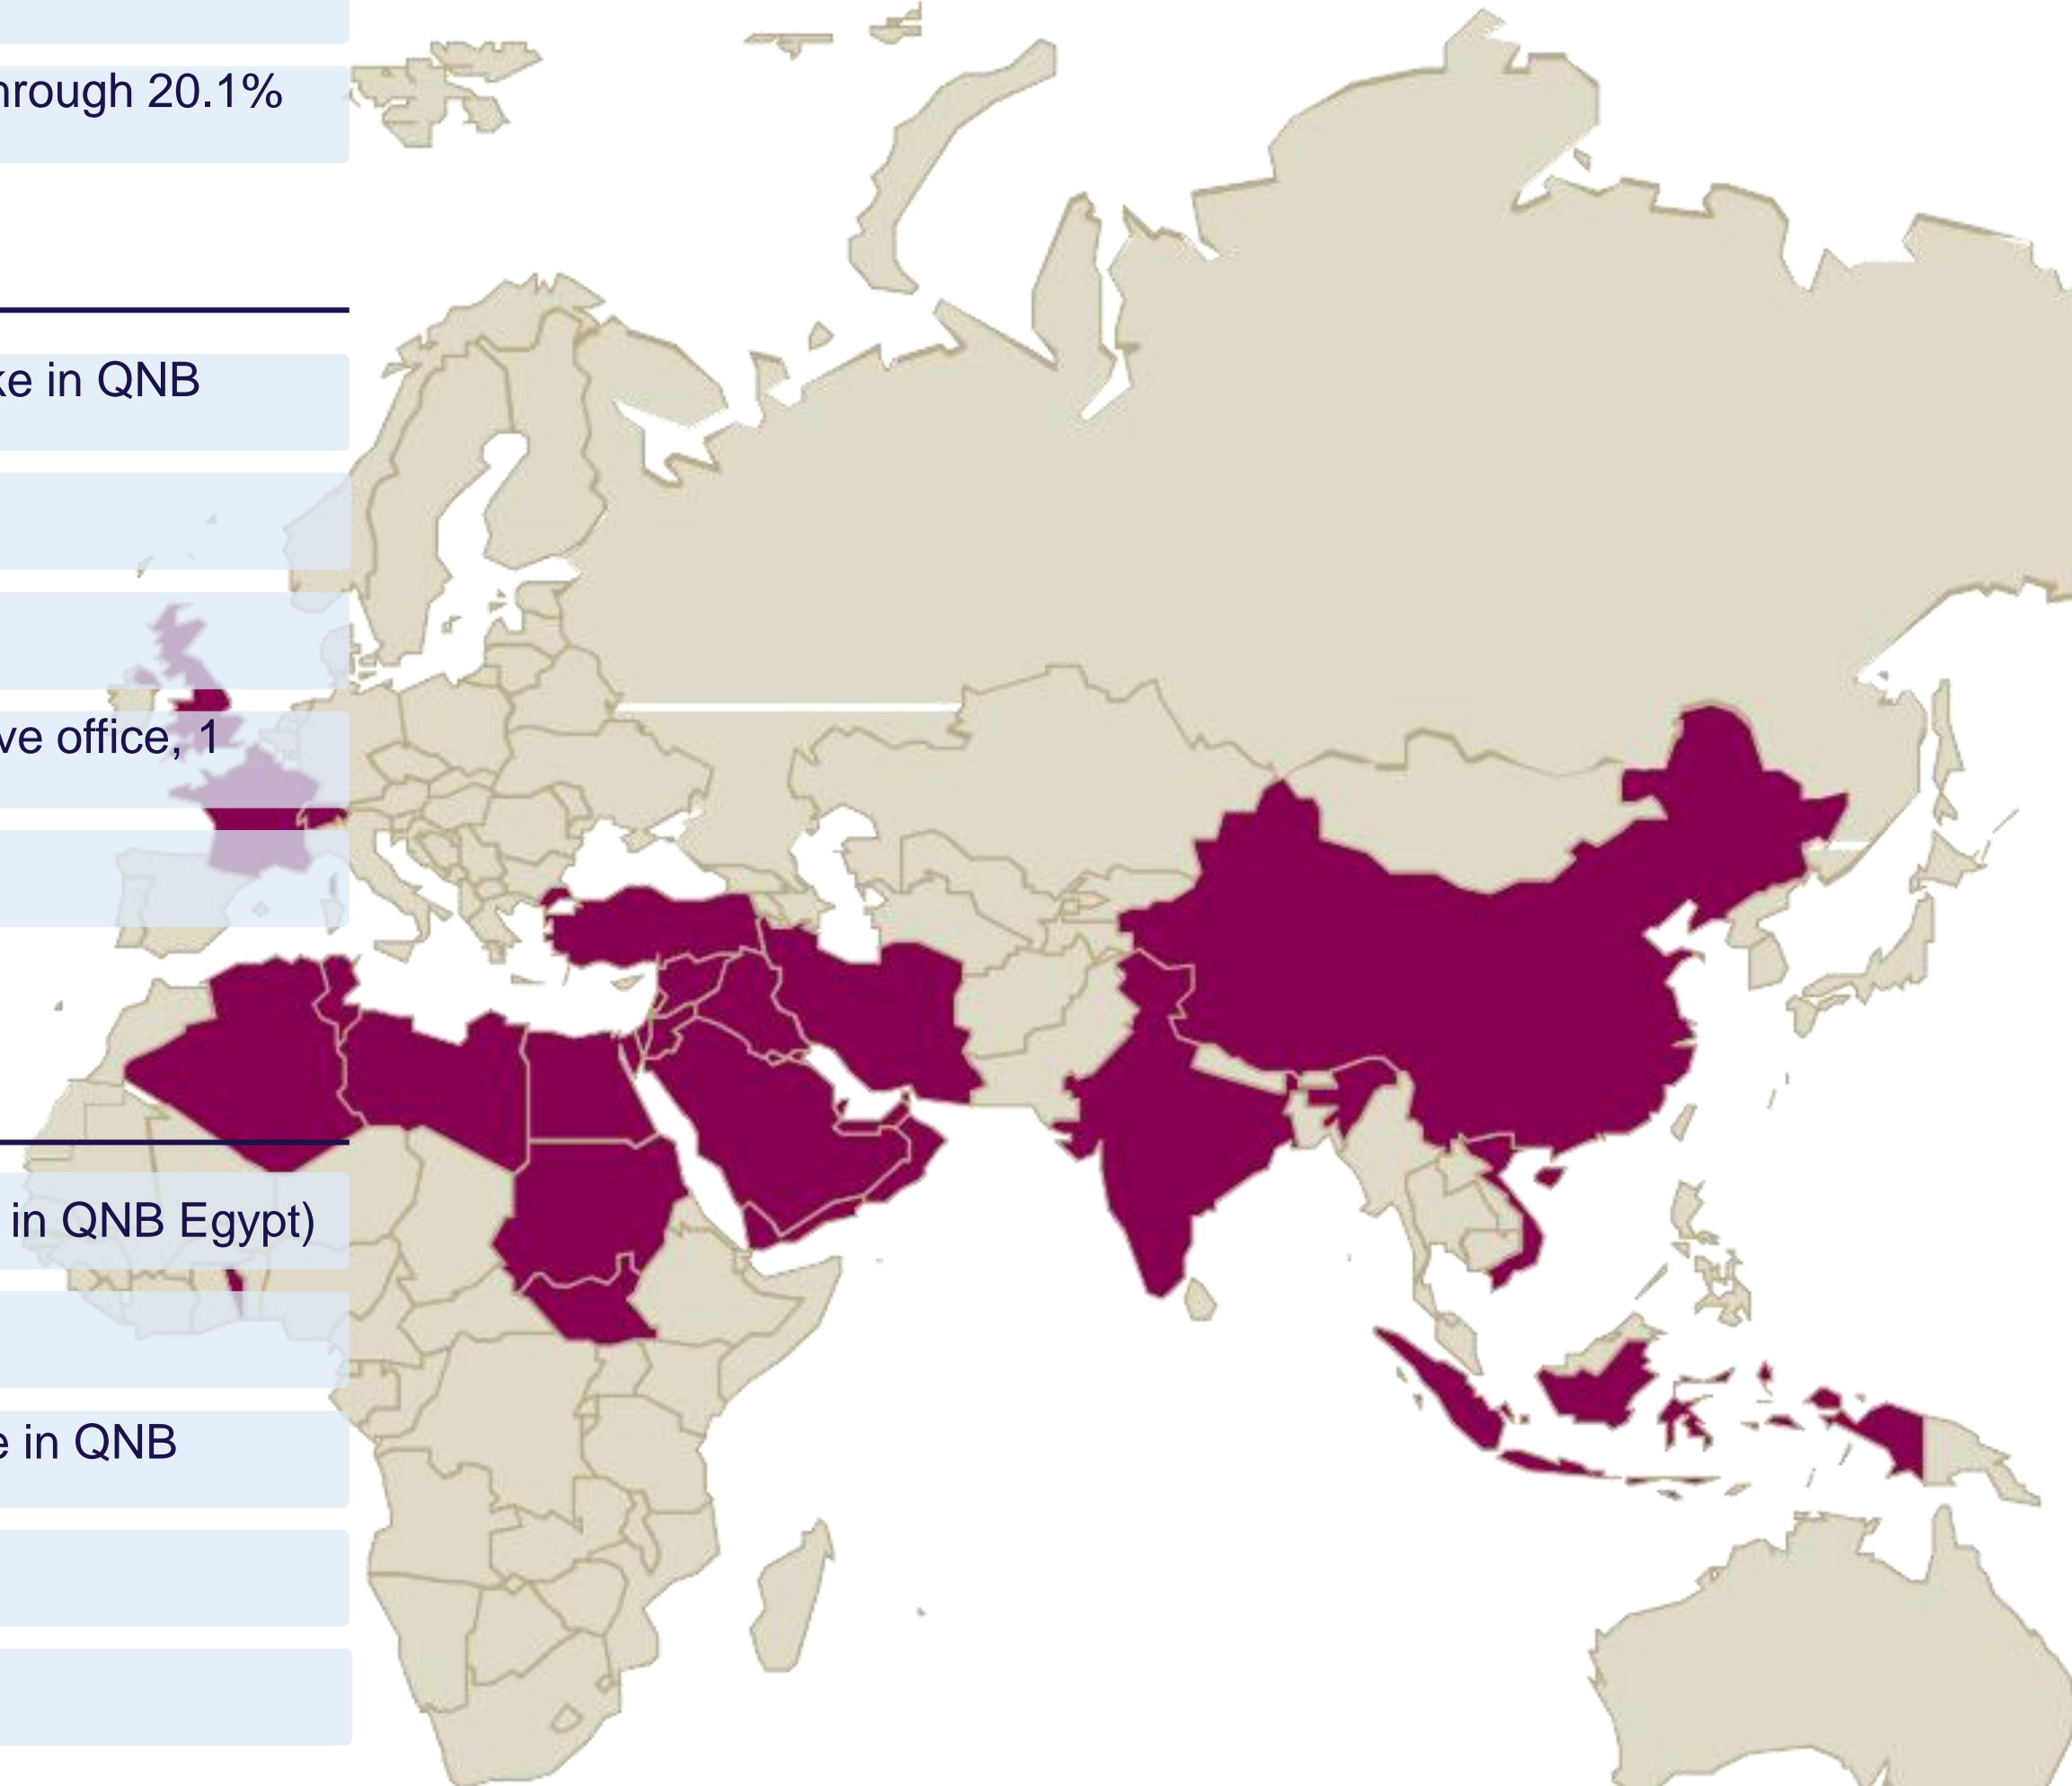 hrough 20.1%
ke in QNB
ve office, 1
in QNB Egypt)
e in QNB